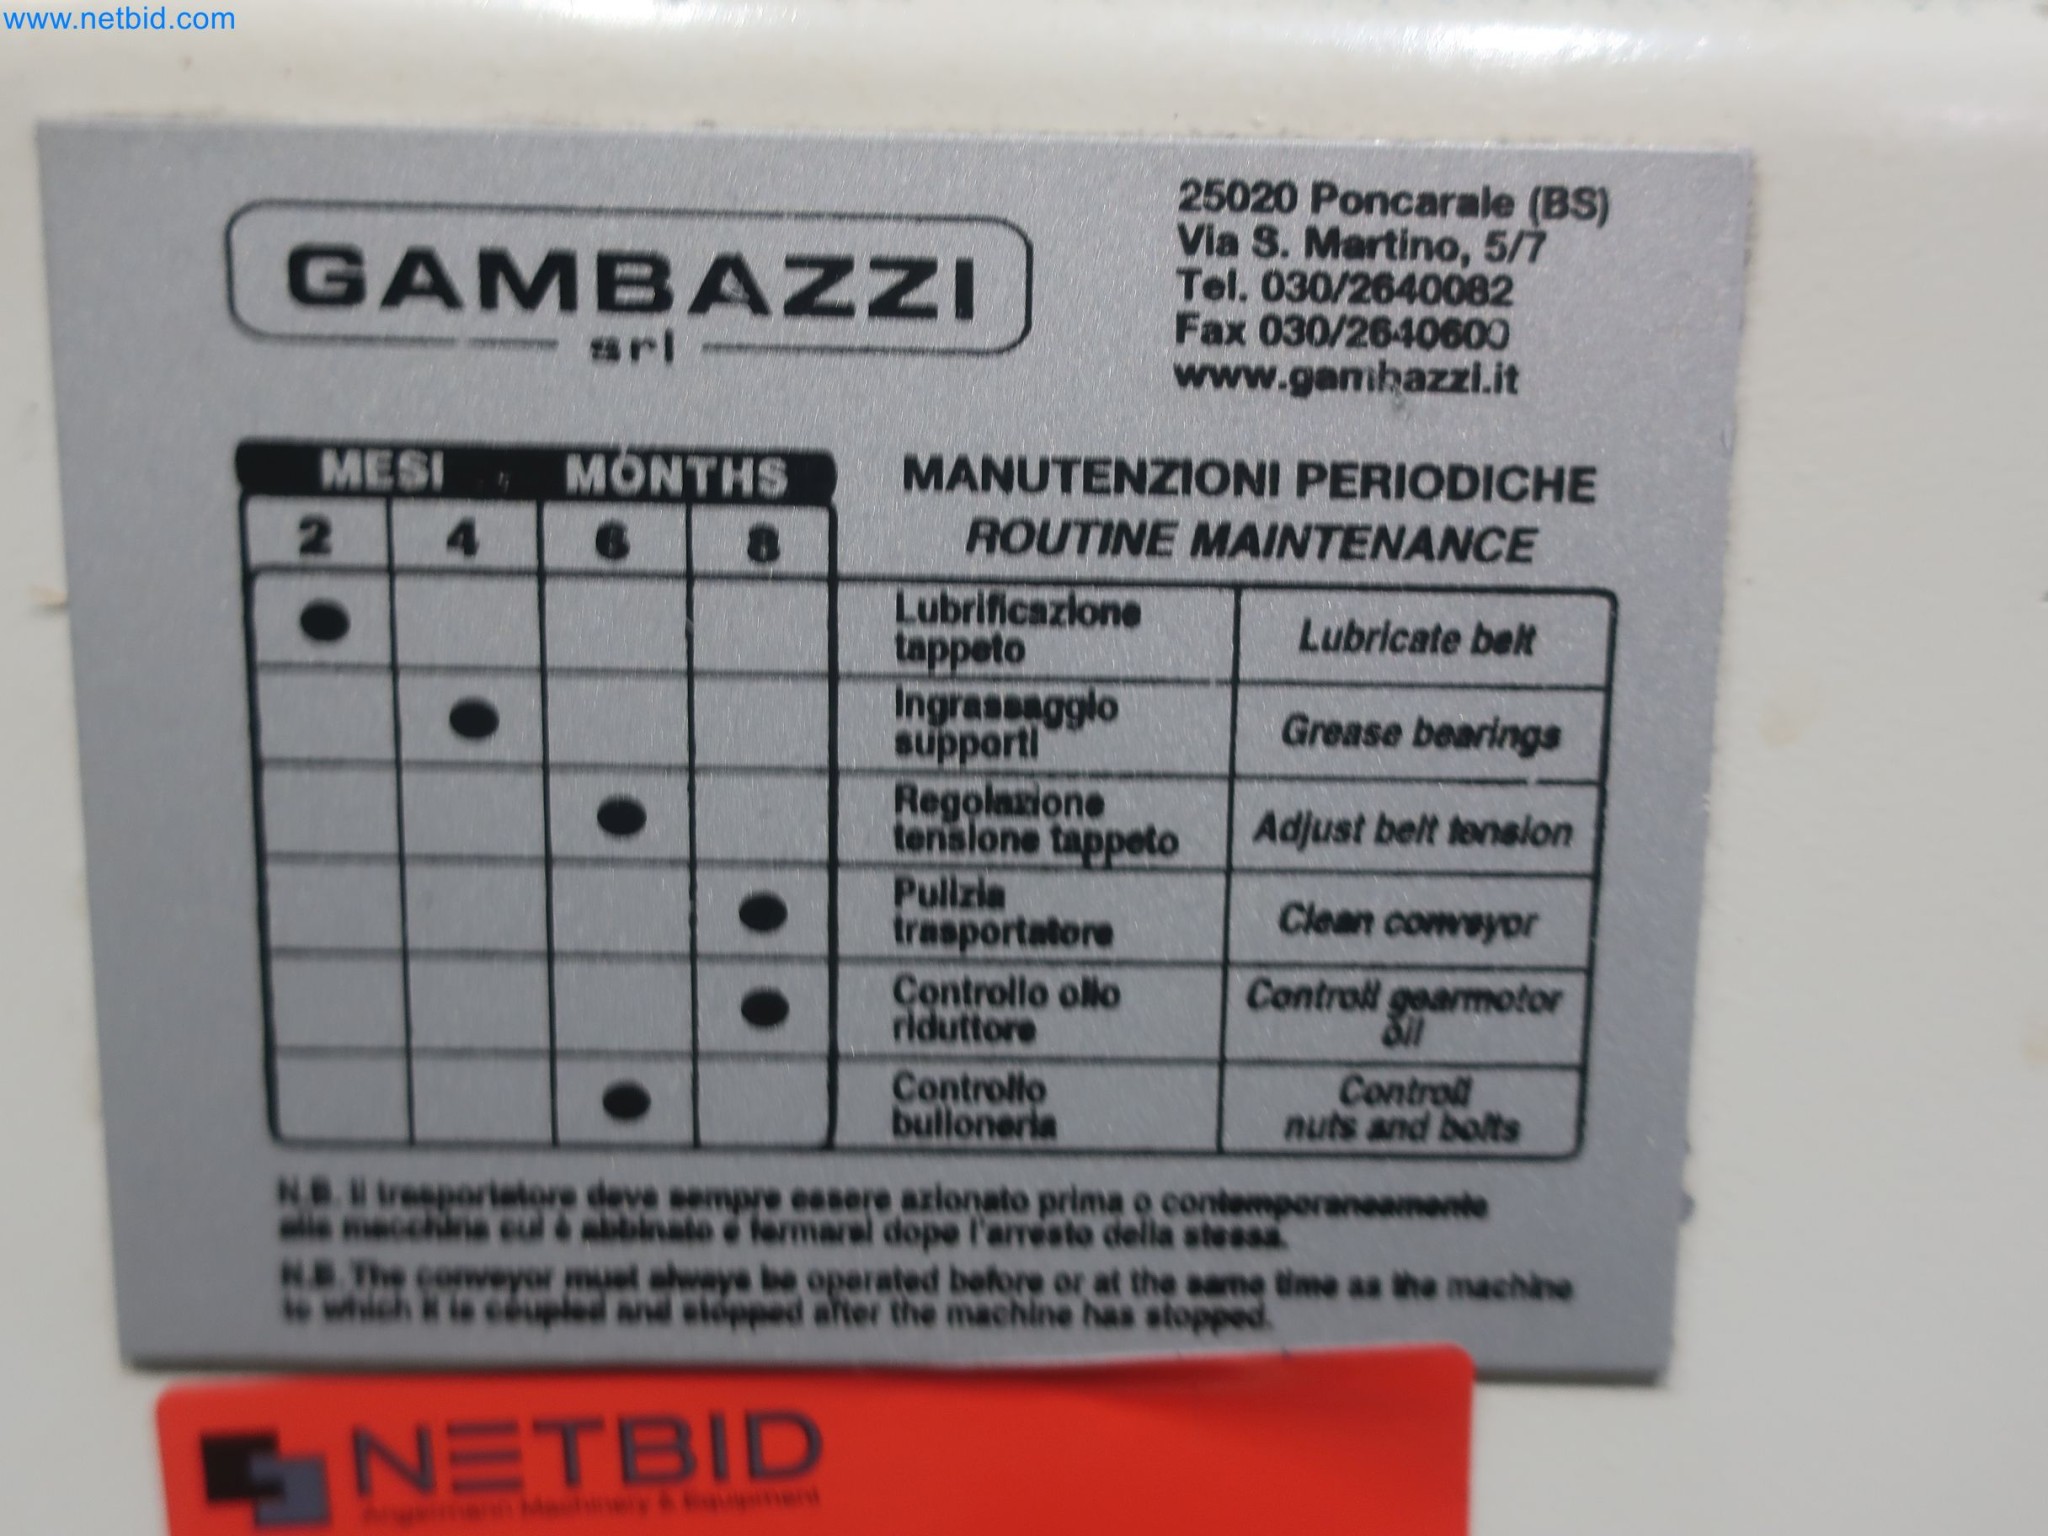 www.netbid.com
GAMBAZZI
srl
25020 Poncarale (BS)
Via S. Martino, 5/7
Tel. 030/2640082
Fax 030/2640600
www.gambazzi.it
MESI MONTHS
2 4 6 8
MANUTENZIONI PERIODICHE
ROUTINE MAINTENANCE
Lubrificazione
tappeto
Lubricate belt
Ingrassaggio
supporti
Grease bearings
Regolazione
tensione tappeto
Adjust belt tension
Pulizia
trasportatore
Clean conveyor
Controllo olio
riduttore
Controll gearmotor
oil
Controllo
bulloneria
Controll
nuts and bolts
N.B. Il trasportatore deve sempre essere azionato prima o contemporaneamente
alla macchina cui è abbinato e fermarsi dopo l'arresto della stessa.
N.B. The conveyor must always be operated before or at the same time as the machine
to which it is coupled and stopped after the machine has stopped.
NETBID
Angermann Machinery & Equipment